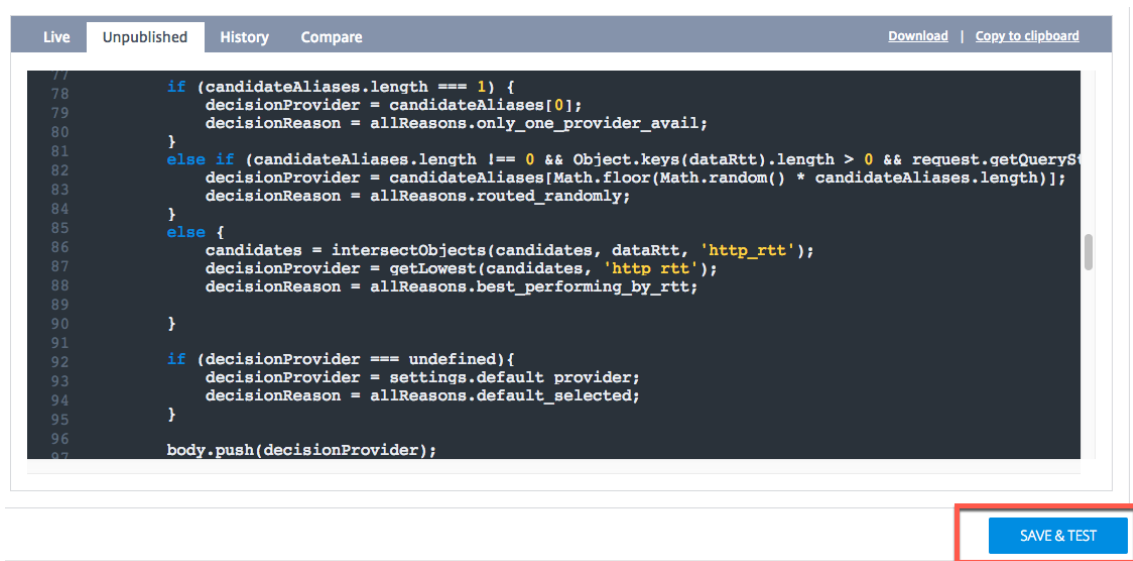 Live Unpublished History Compare Download | Copy to clipboard
77
78 if (candidateAliases.length === 1) {
79 decisionProvider = candidateAliases[0];
80 decisionReason = allReasons.only_one_provider_avail;
81 }
82 else if (candidateAliases.length !== 0 && Object.keys(dataRtt).length > 0 && request.getQuerySt
83 decisionProvider = candidateAliases[Math.floor(Math.random() * candidateAliases.length)];
84 decisionReason = allReasons.routed_randomly;
85 }
86 else {
87 candidates = intersectObjects(candidates, dataRtt, 'http_rtt');
88 decisionProvider = getLowest(candidates, 'http rtt');
89 decisionReason = allReasons.best_performing_by_rtt;
90 }
91
92 if (decisionProvider === undefined){
93 decisionProvider = settings.default provider;
94 decisionReason = allReasons.default_selected;
95 }
96
97 body.push(decisionProvider);
SAVE & TEST